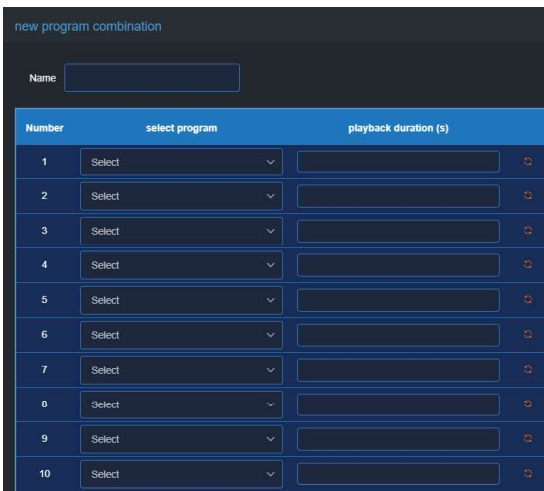 new program combination
Name
Number select program playback duration (s)
1 Select
2 Select
3 Select
4 Select
5 Select
6 Select
7 Select
8 Select
9 Select
10 Select